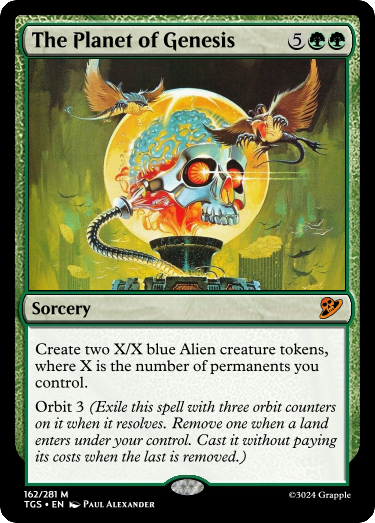 The Planet of Genesis 5
Sorcery
Create two X/X blue Alien creature tokens,
where X is the number of permanents you
control.
Orbit 3 (Exile this spell with three orbit counters
on it when it resolves. Remove one when a land
enters under your control. Cast it without paying
its costs when the last is removed.)
162/281 M
TGS • EN Paul Alexander
©3024 Grapple